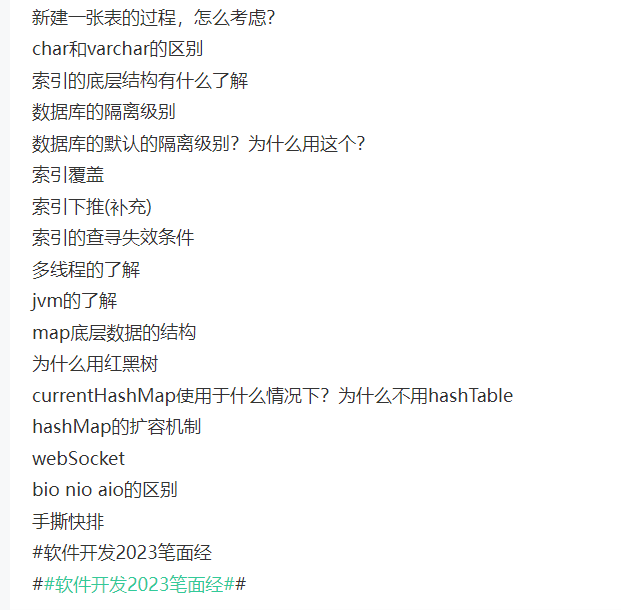 新建一张表的过程，怎么考虑？
char和varchar的区别
索引的底层结构有什么了解
数据库的隔离级别
数据库的默认的隔离级别？为什么用这个？
索引覆盖
索引下推(补充)
索引的查寻失效条件
多线程的了解
jvm的了解
map底层数据的结构
为什么用红黑树
currentHashMap使用于什么情况下？为什么不用hashTable
hashMap的扩容机制
webSocket
bio nio aio的区别
手撕快排
#软件开发2023笔面经
##软件开发2023笔面经##